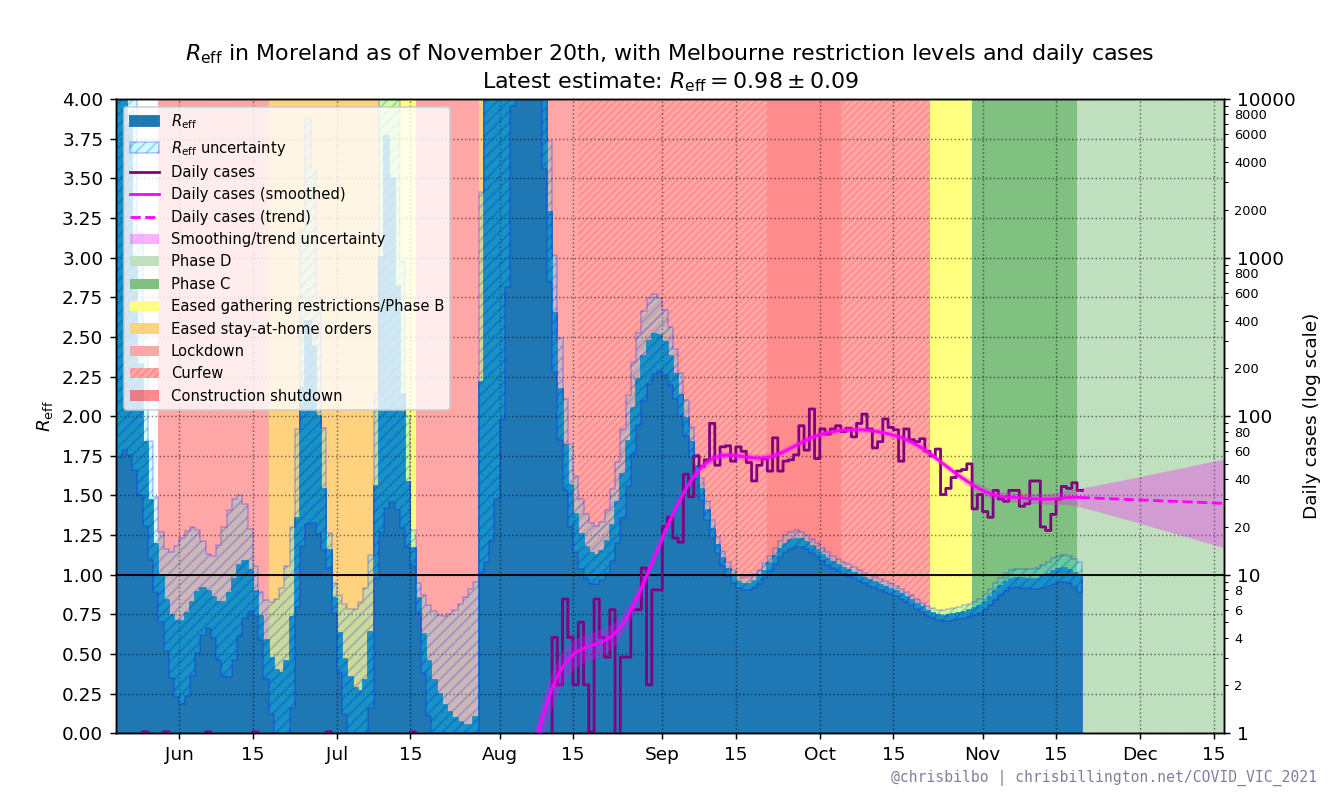 R_eff in Moreland as of November 20th, with Melbourne restriction levels and daily cases
Latest estimate: R_eff = 0.98 ± 0.09
4.00
3.75
3.50
3.25
3.00
2.75
2.50
2.25
2.00
1.75
1.50
1.25
1.00
0.75
0.50
0.25
0.00
R_eff
R_eff
R_eff uncertainty
Daily cases
Daily cases (smoothed)
Daily cases (trend)
Smoothing/trend uncertainty
Phase D
Phase C
Eased gathering restrictions/Phase B
Eased stay-at-home orders
Lockdown
Curfew
Construction shutdown
10000
8000
6000
4000
2000
1000
800
600
400
200
100
80
60
40
20
10
8
6
4
2
1
Daily cases (log scale)
Jun 15 Jul 15 Aug 15 Sep 15 Oct 15 Nov 15 Dec 15
@chrisbilbo | chrisbillington.net/COVID_VIC_2021